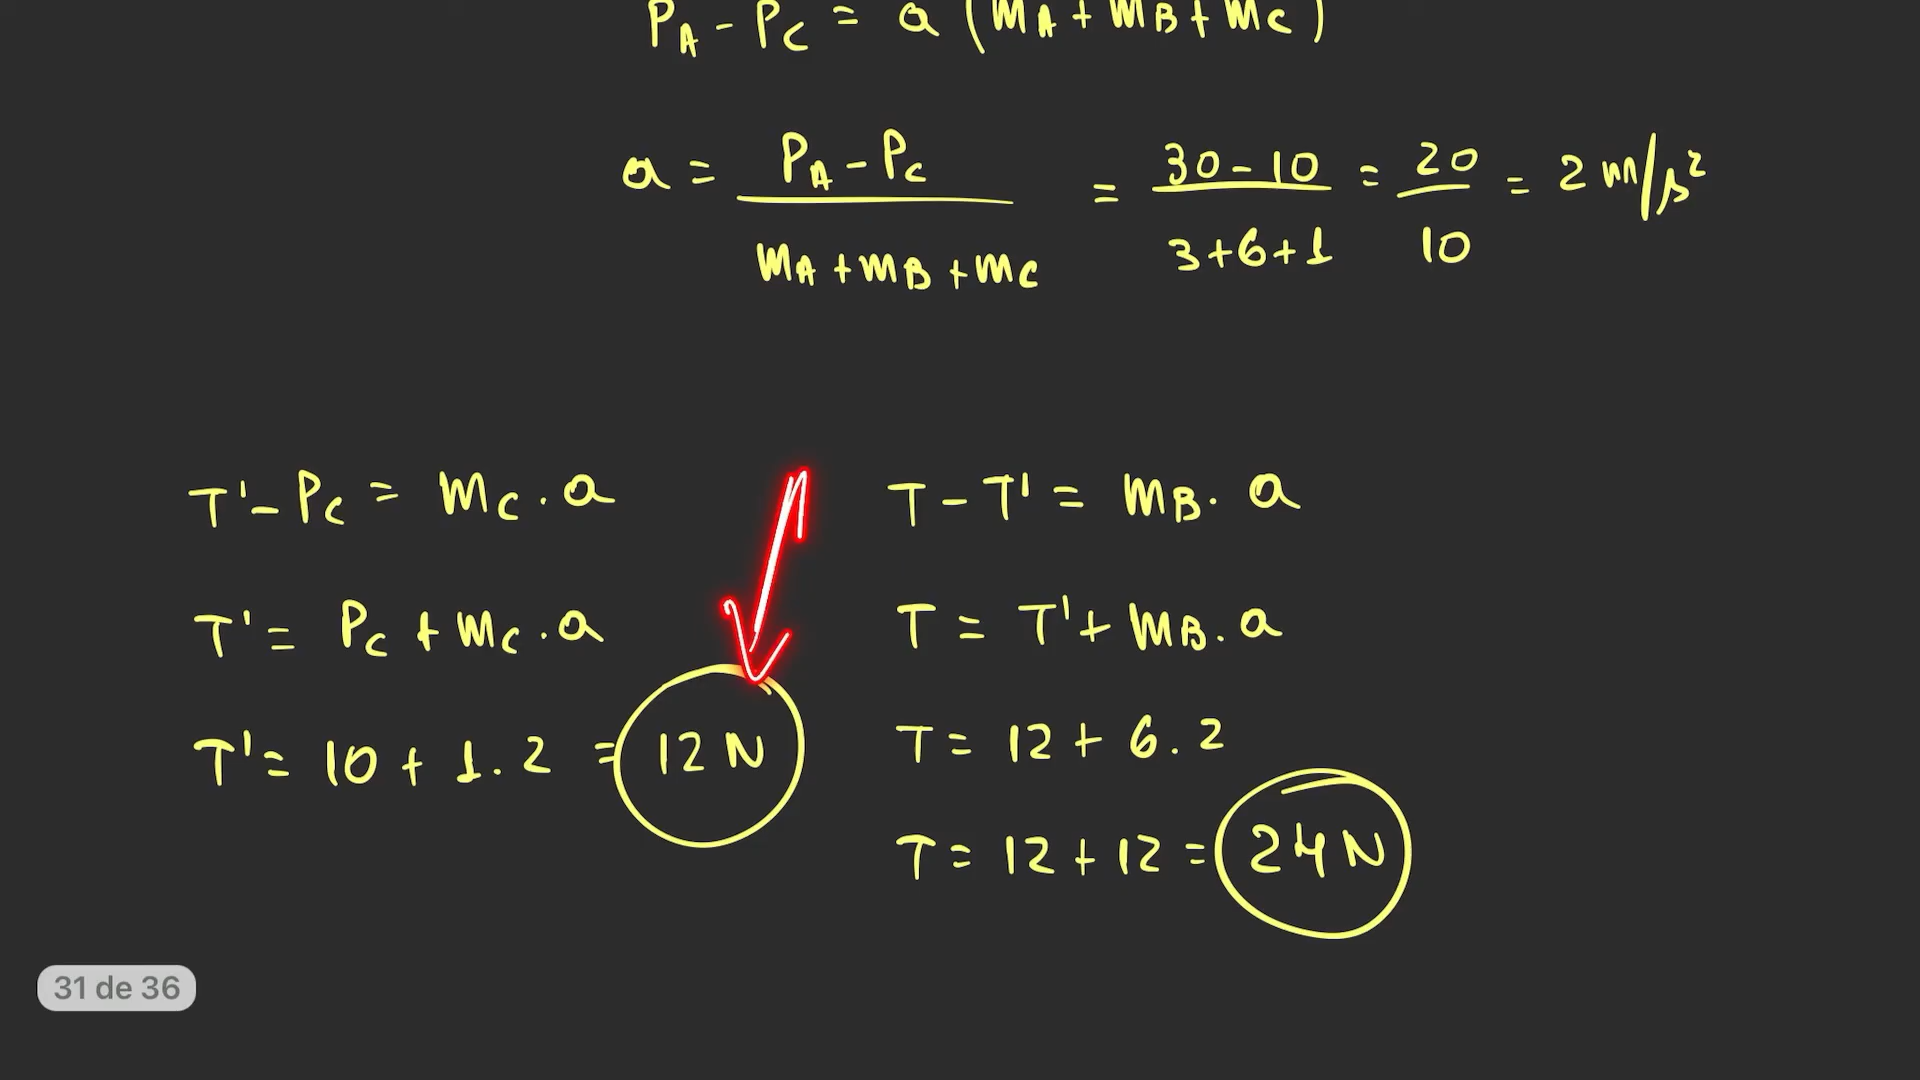 PA - PC = a (mA + mB + mC)
a = PA - PC / mA + mB + mC = 30 - 10 / 3 + 6 + 1 = 20 / 10 = 2 m/s²
T' - PC = mC . a
T' = PC + mC . a
T' = 10 + 1 . 2 = 12 N
T - T' = mB . a
T = T' + mB . a
T = 12 + 6 . 2
T = 12 + 12 = 24 N
31 de 36